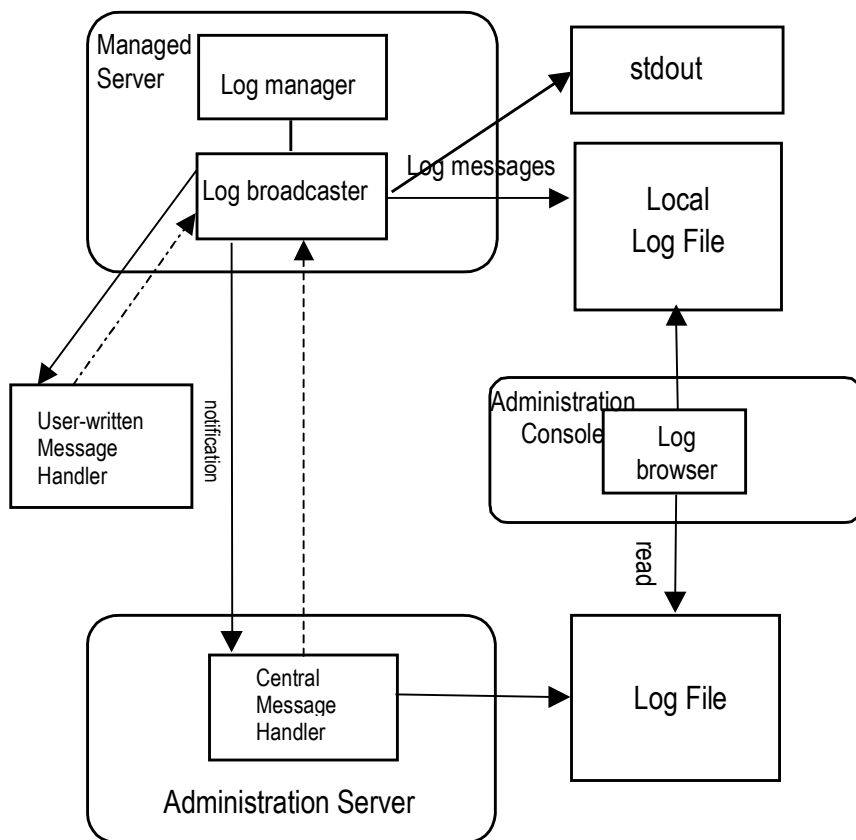 Managed
Server
Log manager
stdout
Log broadcaster
Log messages
Local
Log File
User-written
Message
Handler
notification
Administration
Console
Log
browser
read
Central
Message
Handler
Log File
Administration Server